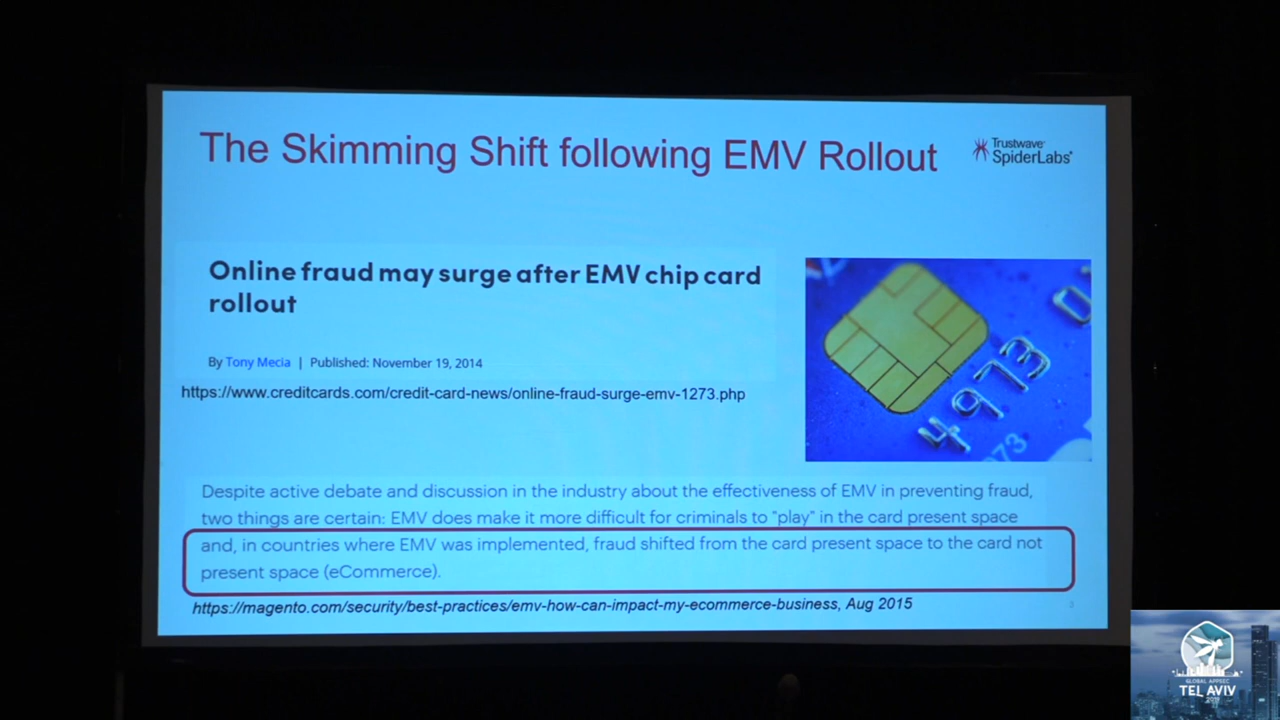 The Skimming Shift following EMV Rollout
Trustwave®
SpiderLabs®
Online fraud may surge after EMV chip card
rollout
By Tony Mecia | Published: November 19, 2014
https://www.creditcards.com/credit-card-news/online-fraud-surge-emv-1273.php
4973 0
973
Despite active debate and discussion in the industry about the effectiveness of EMV in preventing fraud,
two things are certain: EMV does make it more difficult for criminals to "play" in the card present space
and, in countries where EMV was implemented, fraud shifted from the card present space to the card not
present space (eCommerce).
https://magento.com/security/best-practices/emv-how-can-impact-my-ecommerce-business, Aug 2015
3
GLOBAL APPSEC
TEL AVIV